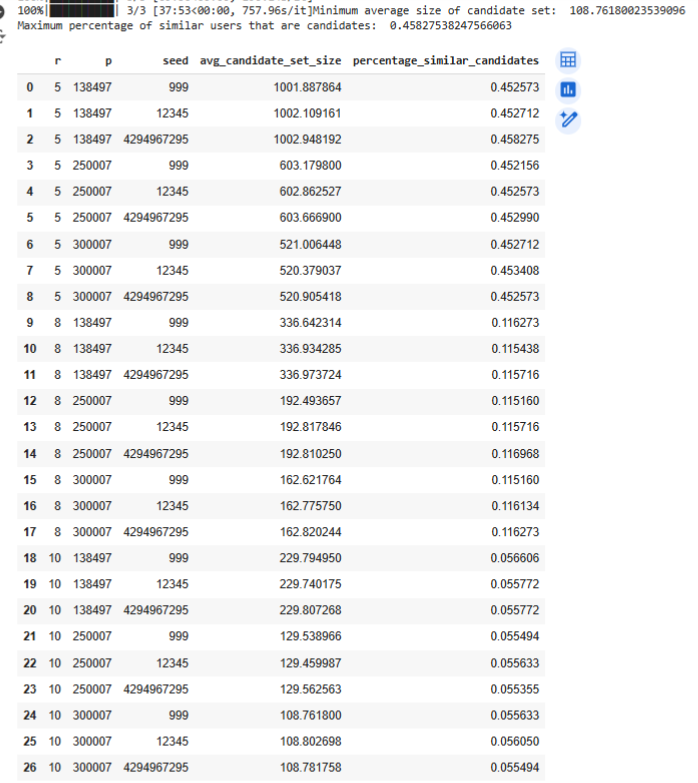 100%| 3/3 [37:53<00:00, 757.96s/it]Minimum average size of candidate set:  108.76180023539096
Maximum percentage of similar users that are candidates:  0.45827538247566063
r p seed avg_candidate_set_size percentage_similar_candidates
0 5 138497 999 1001.887864 0.452573
1 5 138497 12345 1002.109161 0.452712
2 5 138497 4294967295 1002.948192 0.458275
3 5 250007 999 603.179800 0.452156
4 5 250007 12345 602.862527 0.452573
5 5 250007 4294967295 603.666900 0.452990
6 5 300007 999 521.006448 0.452712
7 5 300007 12345 520.379037 0.453408
8 5 300007 4294967295 520.905418 0.452573
9 8 138497 999 336.642314 0.116273
10 8 138497 12345 336.934285 0.115438
11 8 138497 4294967295 336.973724 0.115716
12 8 250007 999 192.493657 0.115160
13 8 250007 12345 192.817846 0.115716
14 8 250007 4294967295 192.810250 0.116968
15 8 300007 999 162.621764 0.115160
16 8 300007 12345 162.775750 0.116134
17 8 300007 4294967295 162.820244 0.116273
18 10 138497 999 229.794950 0.056606
19 10 138497 12345 229.740175 0.055772
20 10 138497 4294967295 229.807268 0.055772
21 10 250007 999 129.538966 0.055494
22 10 250007 12345 129.459987 0.055633
23 10 250007 4294967295 129.562563 0.055355
24 10 300007 999 108.761800 0.055633
25 10 300007 12345 108.802698 0.056050
26 10 300007 4294967295 108.781758 0.055494